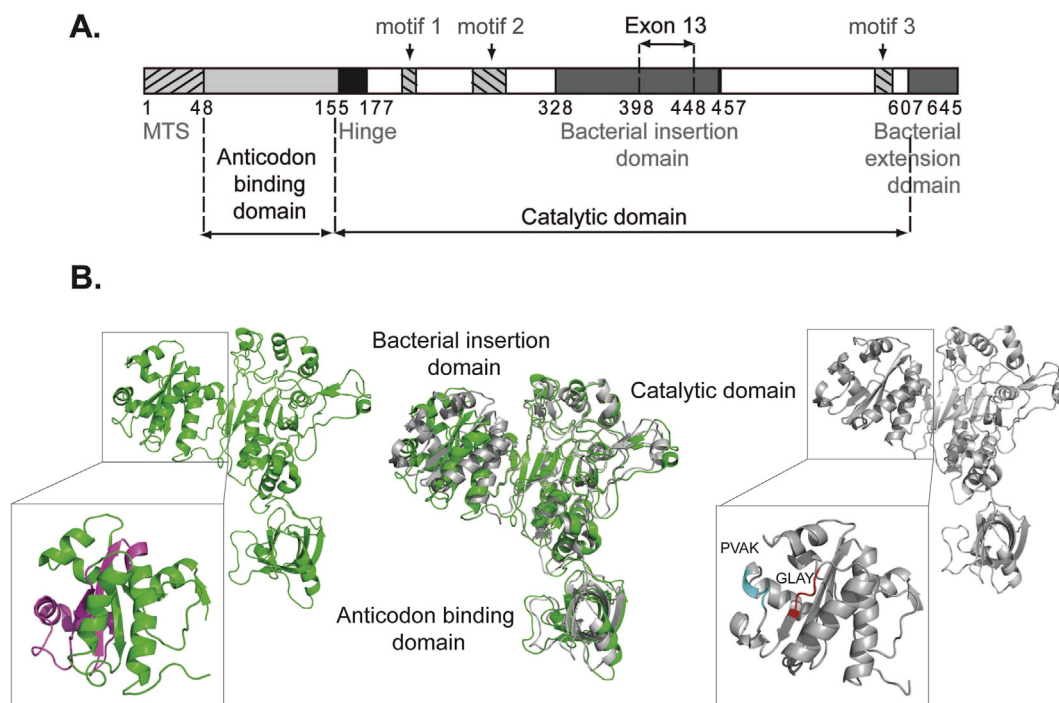 A.
motif 1
motif 2
Exon 13
motif 3
1 48 155 177 328 398 448 457 607 645
MTS
Hinge
Bacterial insertion
domain
Bacterial
extension
domain
Anticodon
binding
domain
Catalytic domain
B.
Bacterial insertion
domain
Catalytic domain
Anticodon binding
domain
PVAK
GLAY